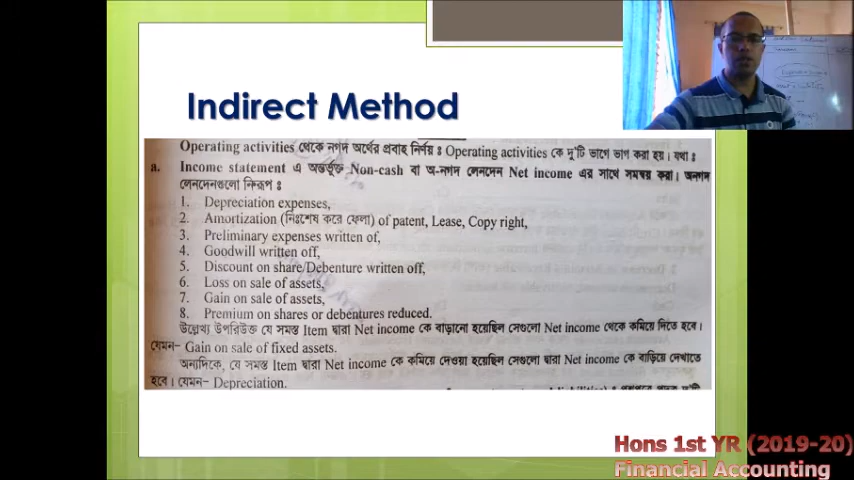 Indirect Method
Operating activities থেকে নগদ অর্থের প্রবাহ নির্ণয় ঃ Operating activities কে দু'টি ভাগে ভাগ করা হয়। যথা ঃ
a. Income statement এ অন্তর্ভুক্ত Non-cash বা অ-নগদ লেনদেন Net income এর সাথে সমন্বয় করা। অনগদ
লেনদেনগুলো নিম্নরূপ ঃ
1. Depreciation expenses,
2. Amortization (নিঃশেষ করে ফেলা) of patent, Lease, Copy right,
3. Preliminary expenses written of,
4. Goodwill written off,
5. Discount on share/Debenture written off,
6. Loss on sale of assets,
7. Gain on sale of assets,
8. Premium on shares or debentures reduced.
উল্লেখ্য উপরিউক্ত যে সমস্ত Item দ্বারা Net income কে বাড়ানো হয়েছিল সেগুলো Net income থেকে কমিয়ে দিতে হবে।
যেমন- Gain on sale of fixed assets.
অন্যদিকে, যে সমস্ত Item দ্বারা Net income কে কমিয়ে দেওয়া হয়েছিল সেগুলো দ্বারা Net income কে বাড়িয়ে দেখাতে
হবে। যেমন- Depreciation.
Hons 1st YR (2019-20)
Financial Accounting